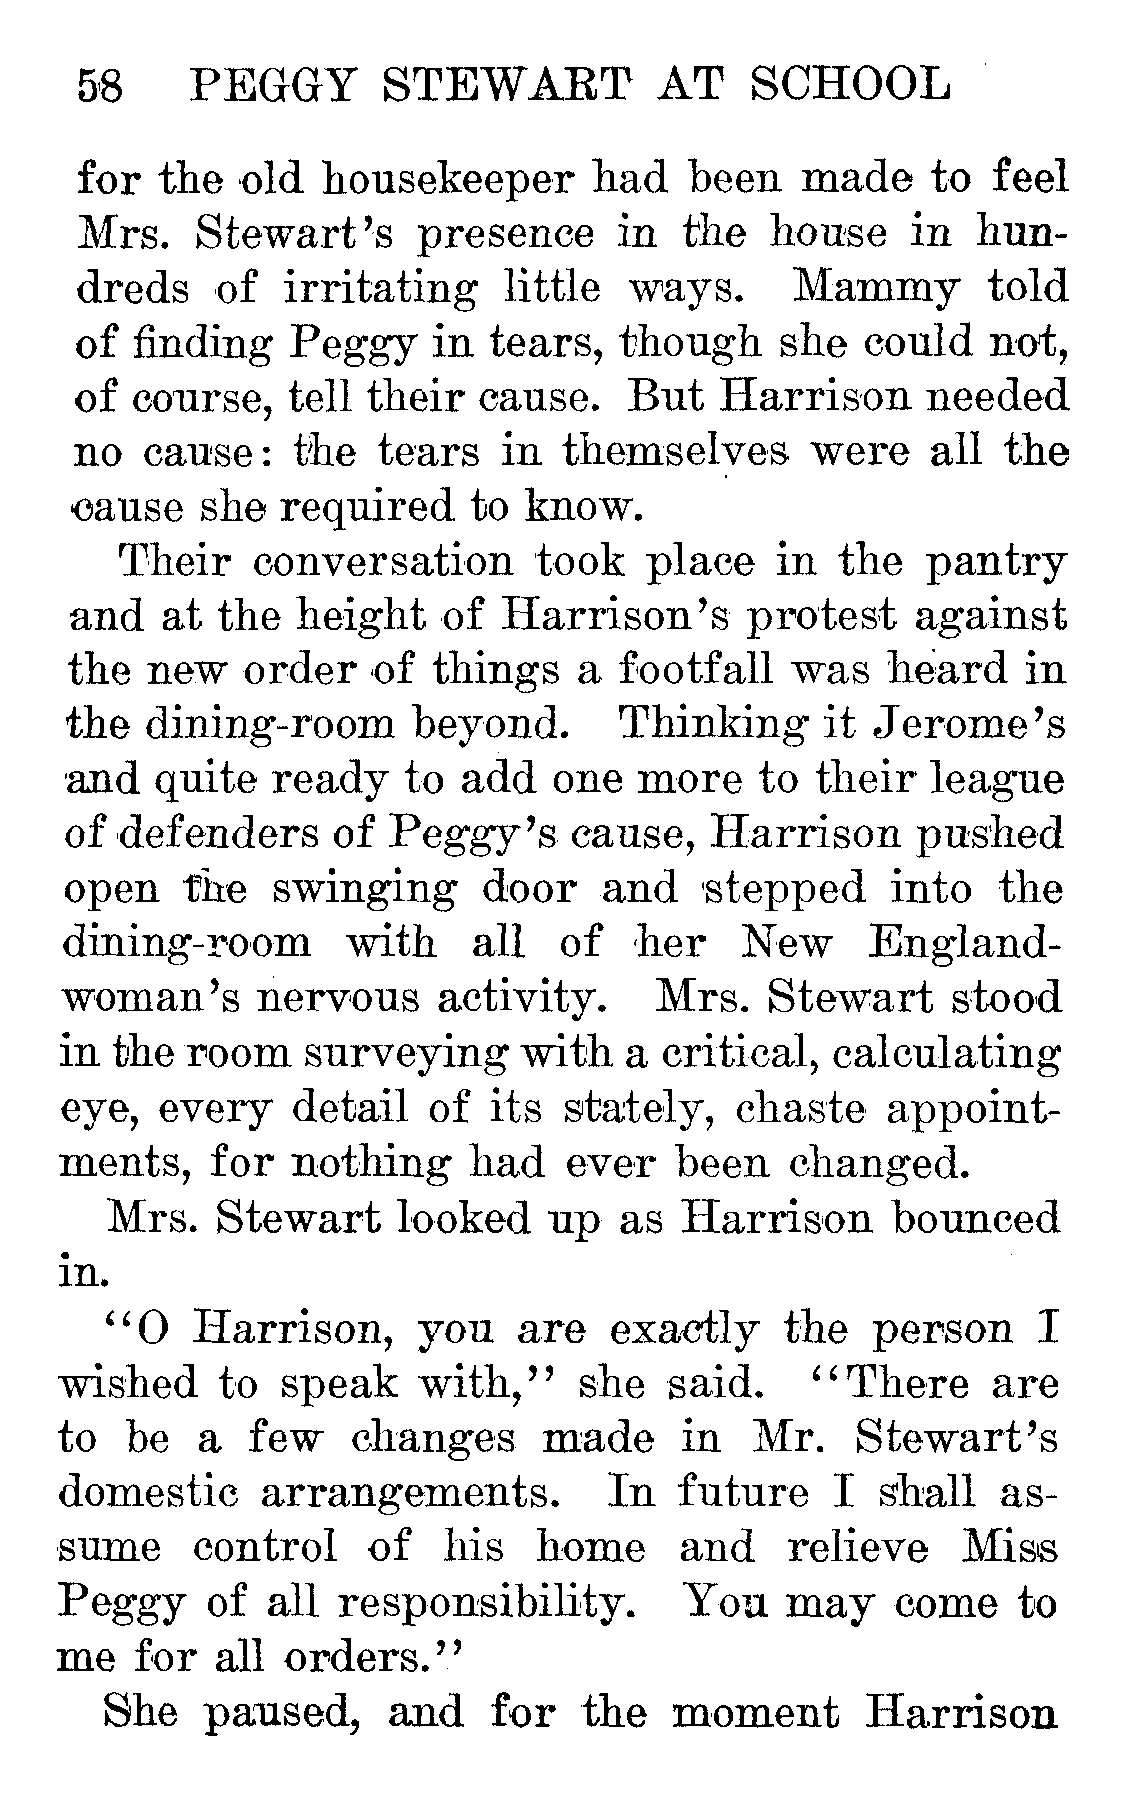 58 PEGGY STEWART AT SCHOOL
for the old housekeeper had been made to feel
Mrs. Stewart's presence in the house in hun-
dreds of irritating little ways. Mammy told
of finding Peggy in tears, though she could not,
of course, tell their cause. But Harrison needed
no cause: the tears in themselves were all the
cause she required to know.
Their conversation took place in the pantry
and at the height of Harrison's protest against
the new order of things a footfall was heard in
the dining-room beyond. Thinking it Jerome's
and quite ready to add one more to their league
of defenders of Peggy's cause, Harrison pushed
open the swinging door and stepped into the
dining-room with all of her New England-
woman's nervous activity. Mrs. Stewart stood
in the room surveying with a critical, calculating
eye, every detail of its stately, chaste appoint-
ments, for nothing had ever been changed.
Mrs. Stewart looked up as Harrison bounced
in.
"O Harrison, you are exactly the person I
wished to speak with," she said. "There are
to be a few changes made in Mr. Stewart's
domestic arrangements. In future I shall as-
sume control of his home and relieve Miss
Peggy of all responsibility. You may come to
me for all orders."
She paused, and for the moment Harrison